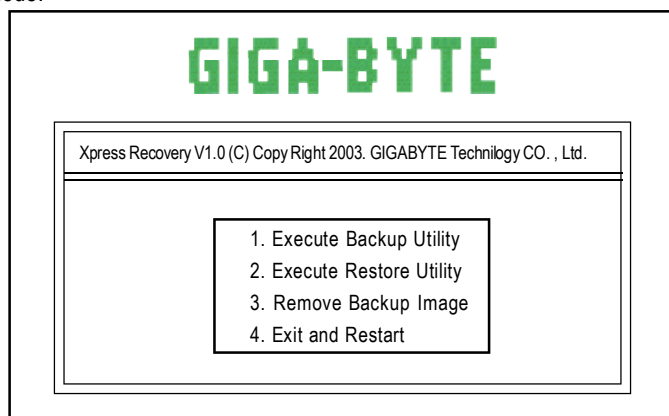 GIGA-BYTE
Xpress Recovery V1.0 (C) Copy Right 2003. GIGABYTE Technilogy CO. , Ltd.
1. Execute Backup Utility
2. Execute Restore Utility
3. Remove Backup Image
4. Exit and Restart